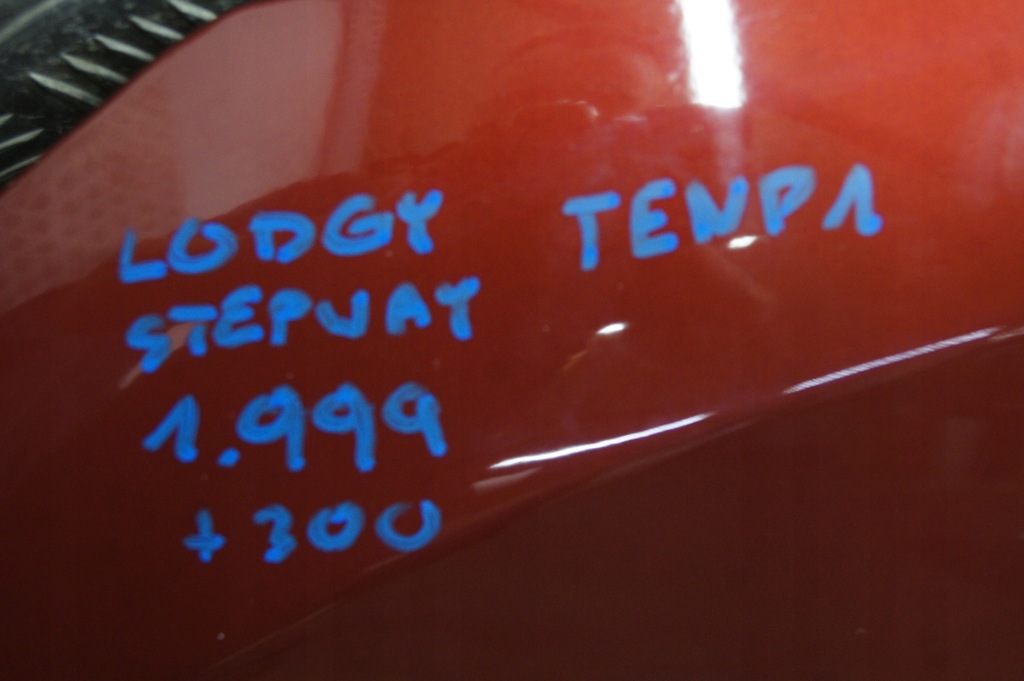 LODGY TENP1
STEPWAY
1.999
+300